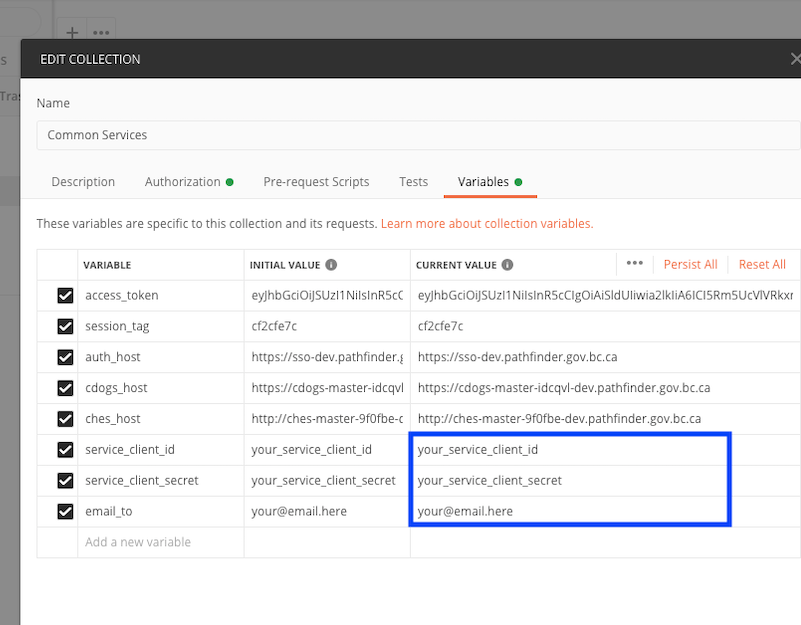 s
Tras
EDIT COLLECTION
Name
Common Services
Description Authorization Pre-request Scripts Tests Variables
These variables are specific to this collection and its requests. Learn more about collection variables.
VARIABLE INITIAL VALUE CURRENT VALUE ••• Persist All Reset All
access_token eyJhbGciOiJSUzI1NiIsInR5cC eyJhbGciOiJSUzI1NiIsInR5cCIgOiAiSldUIiwia2lkIiA6ICI5Rm5UcVlVRkxr
session_tag cf2cfe7c cf2cfe7c
auth_host https://sso-dev.pathfinder.g https://sso-dev.pathfinder.gov.bc.ca
cdogs_host https://cdogs-master-idcqvl https://cdogs-master-idcqvl-dev.pathfinder.gov.bc.ca
ches_host http://ches-master-9f0fbe-d http://ches-master-9f0fbe-dev.pathfinder.gov.bc.ca
service_client_id your_service_client_id your_service_client_id
service_client_secret your_service_client_secret your_service_client_secret
email_to your@email.here your@email.here
Add a new variable